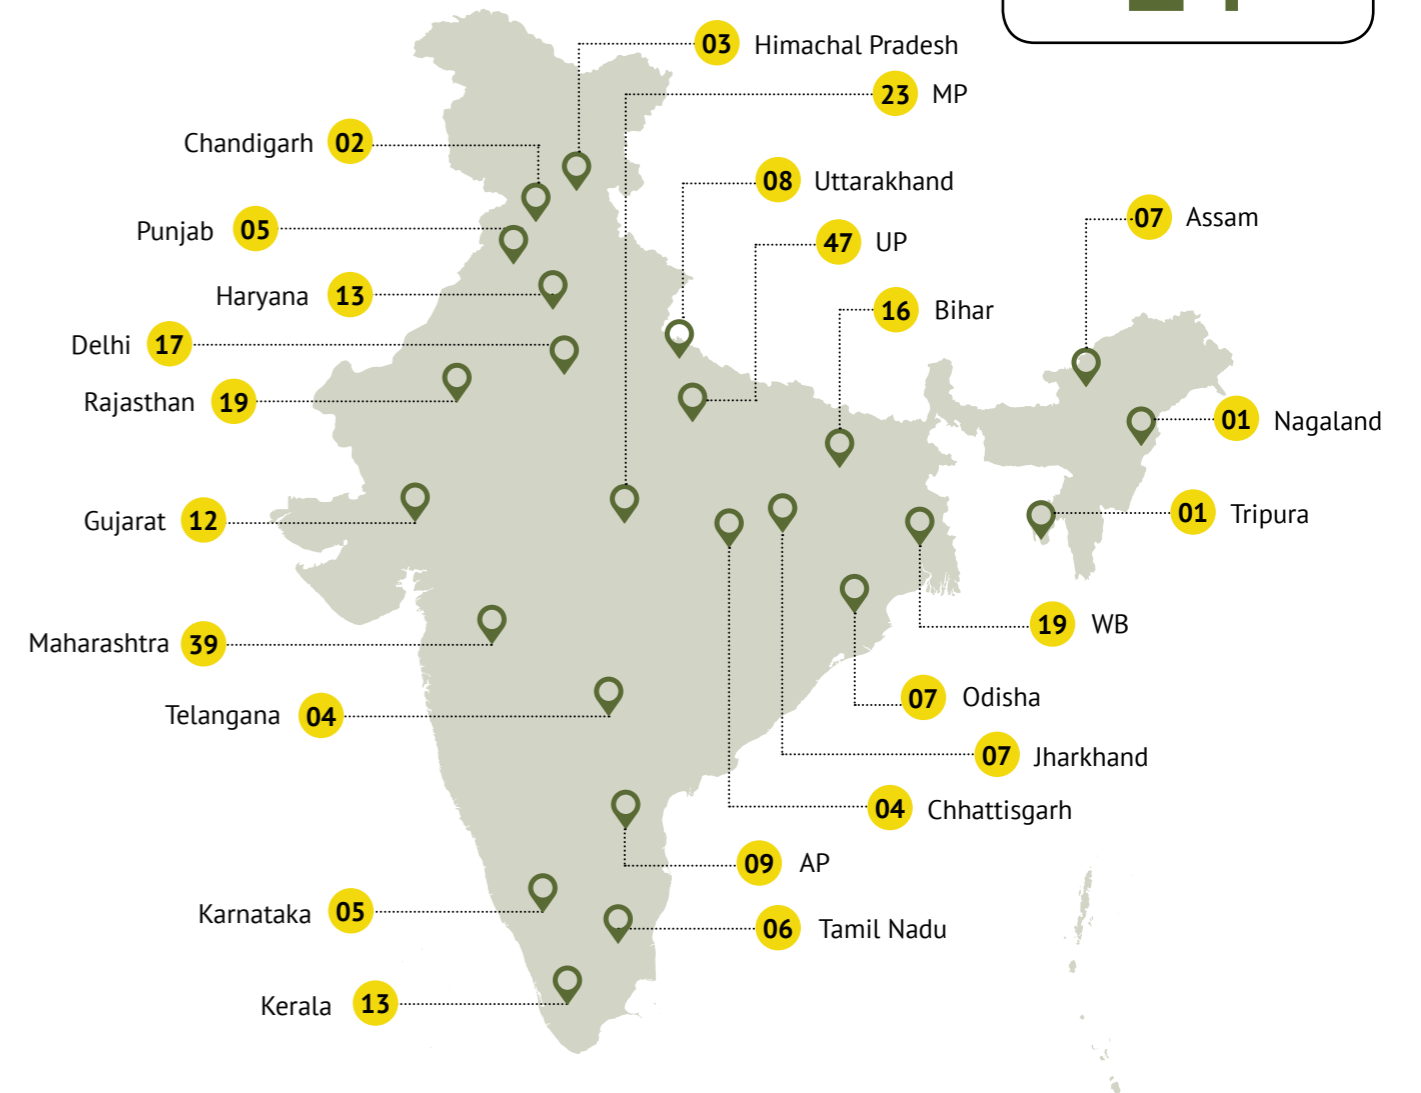 03 Himachal Pradesh
23 MP
Chandigarh 02
08 Uttarakhand
07 Assam
Punjab 05
47 UP
Haryana 13
16 Bihar
Delhi 17
Rajasthan 19
01 Nagaland
Gujarat 12
01 Tripura
19 WB
Maharashtra 39
07 Odisha
Telangana 04
07 Jharkhand
04 Chhattisgarh
09 AP
Karnataka 05
06 Tamil Nadu
Kerala 13